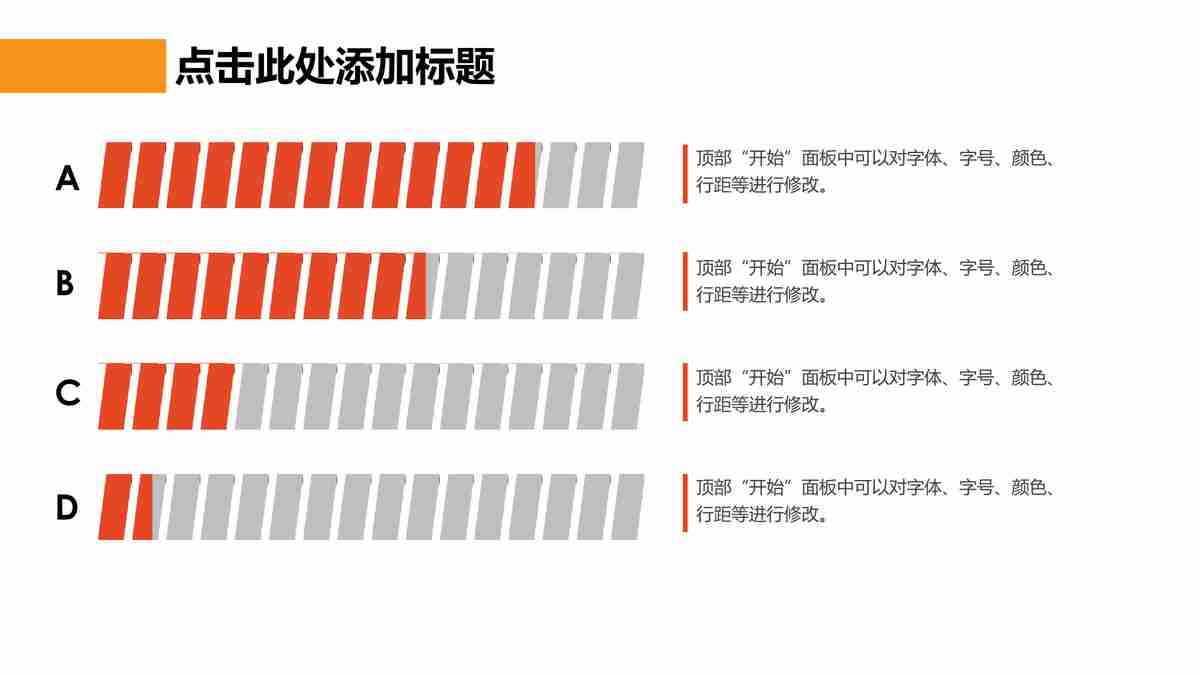 点击此处添加标题
A
顶部“开始”面板中可以对字体、字号、颜色、
行距等进行修改。
B
顶部“开始”面板中可以对字体、字号、颜色、
行距等进行修改。
C
顶部“开始”面板中可以对字体、字号、颜色、
行距等进行修改。
D
顶部“开始”面板中可以对字体、字号、颜色、
行距等进行修改。